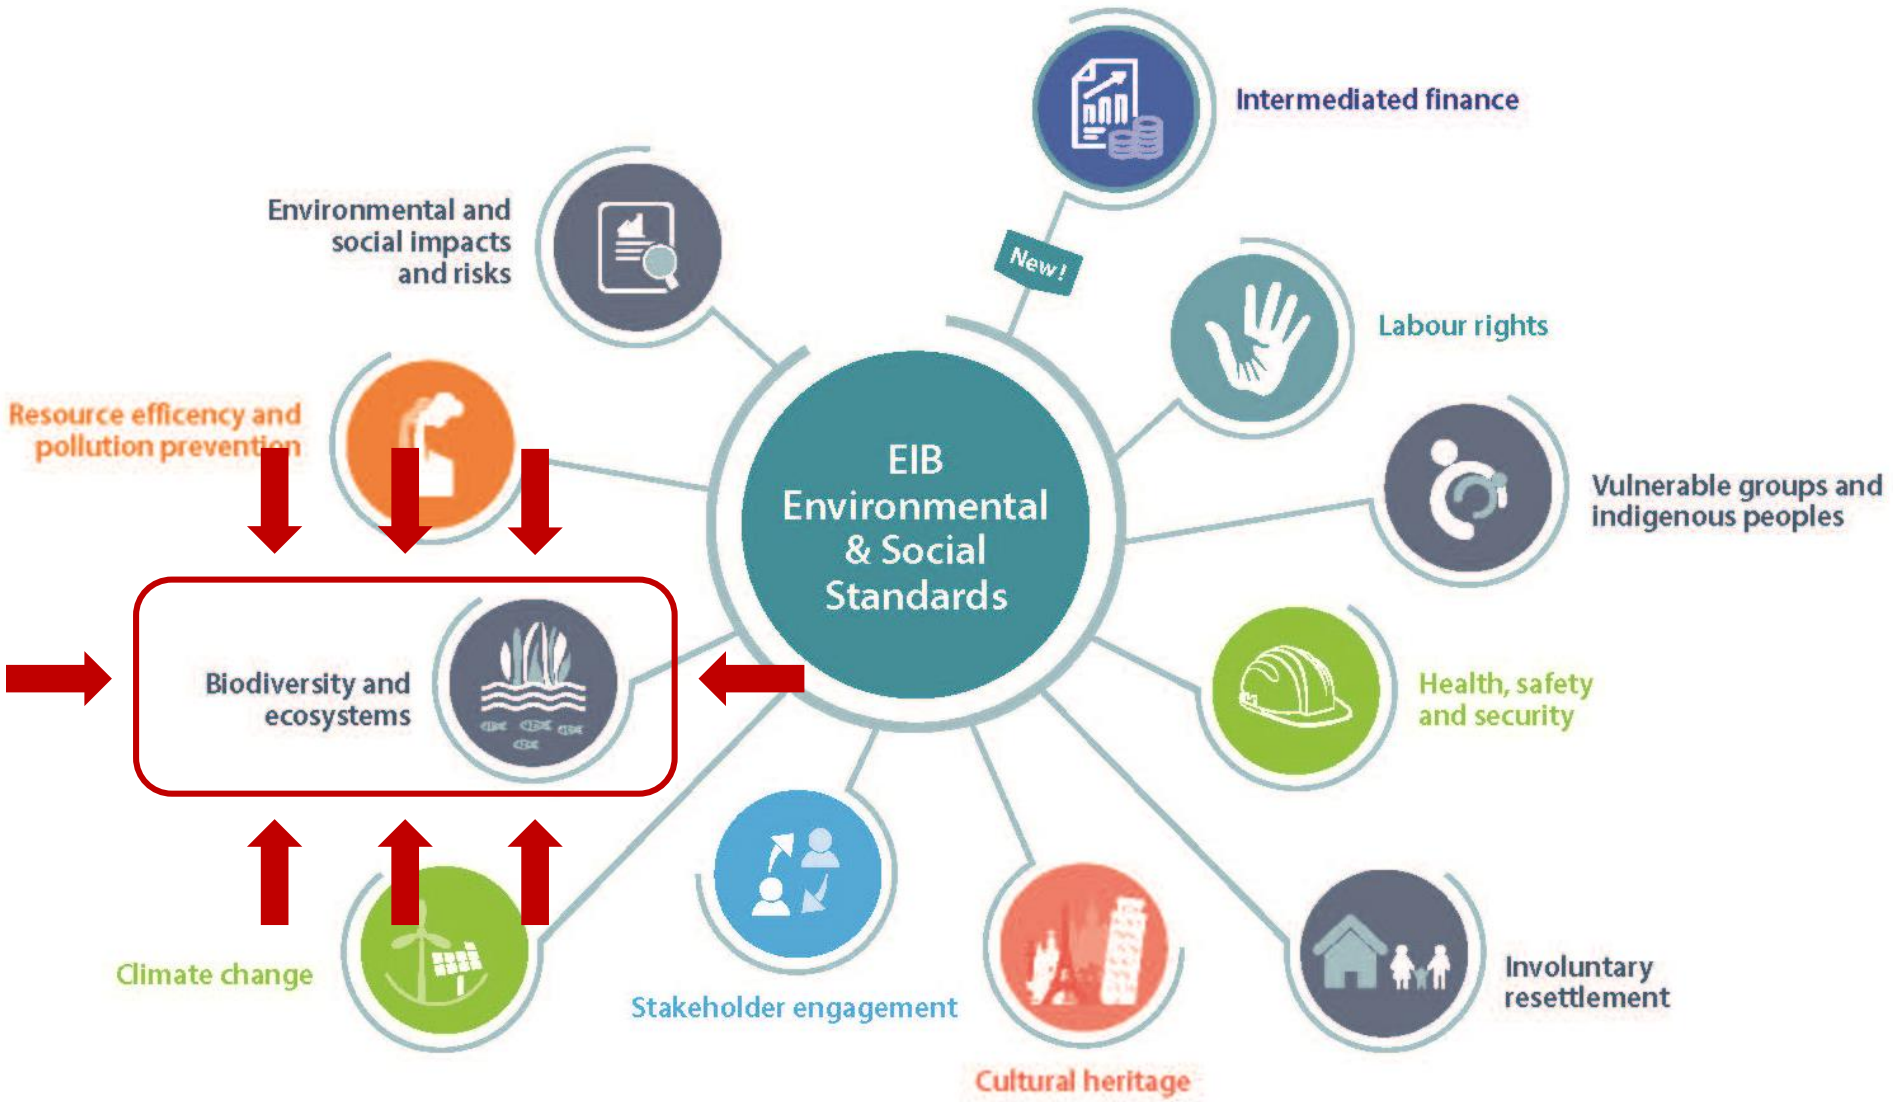 Intermediated finance
Environmental and
social impacts
and risks
New!
Labour rights
Resource efficency and
pollution prevention
EIB
Environmental
& Social
Standards
Vulnerable groups and
indigenous peoples
Biodiversity and
ecosystems
Health, safety
and security
Climate change
Stakeholder engagement
Involuntary
resettlement
Cultural heritage